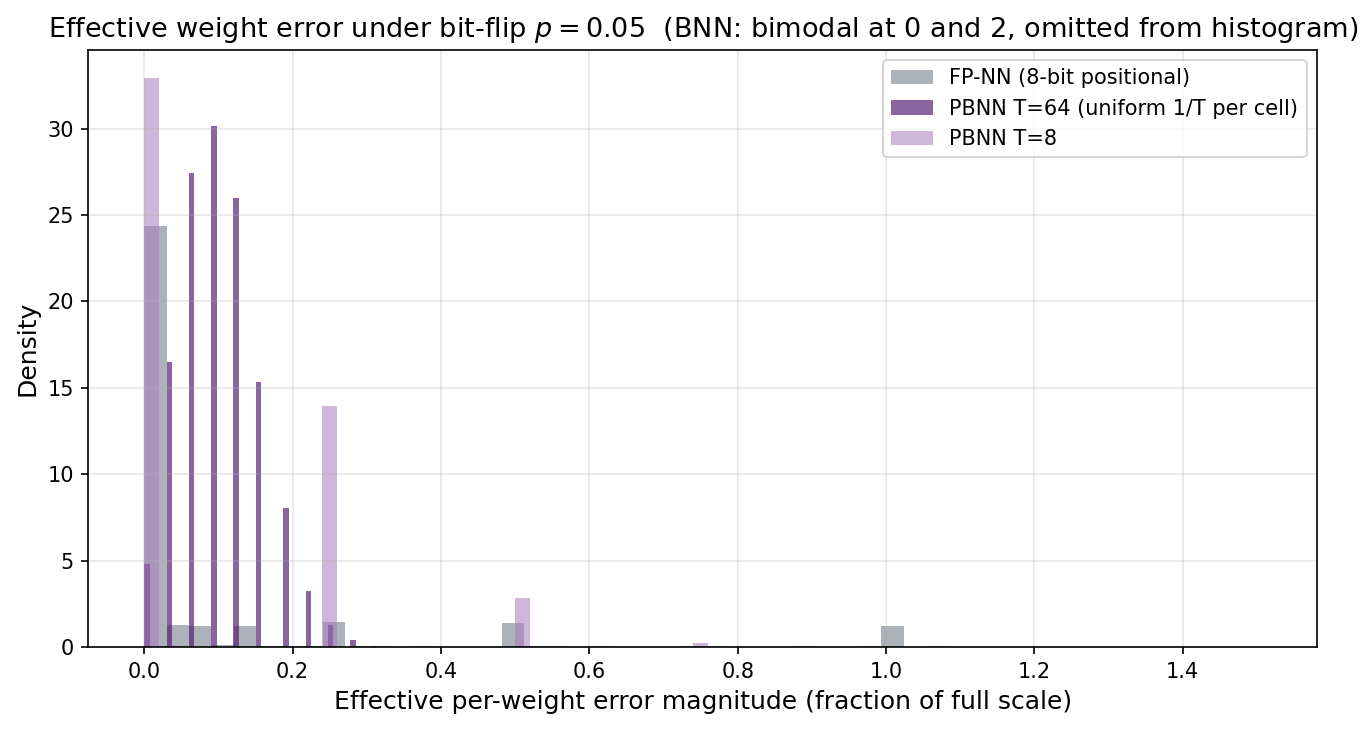 Effective weight error under bit-flip p = 0.05 (BNN: bimodal at 0 and 2, omitted from histogram)
FP-NN (8-bit positional)
PBNN T=64 (uniform 1/T per cell)
PBNN T=8
Density
30
25
20
15
10
5
0
0.0 0.2 0.4 0.6 0.8 1.0 1.2 1.4
Effective per-weight error magnitude (fraction of full scale)